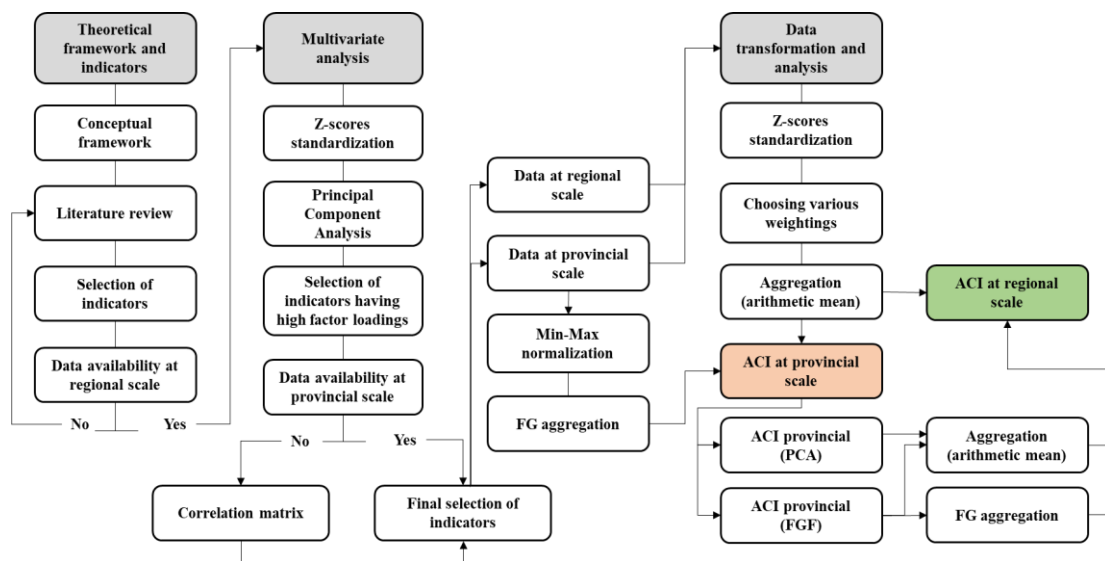 Theoretical
framework and
indicators
Conceptual
framework
Literature review
Selection of
indicators
Data availability at
regional scale
No
Yes
Multivariate
analysis
Z-scores
standardization
Principal
Component
Analysis
Selection of
indicators having
high factor loadings
Data availability at
provincial scale
No
Yes
Correlation matrix
Final selection of
indicators
Data at regional
scale
Data at provincial
scale
Min-Max
normalization
FG aggregation
Data
transformation and
analysis
Z-scores
standardization
Choosing various
weightings
Aggregation
(arithmetic mean)
ACI at regional
scale
ACI at provincial
scale
ACI provincial
(PCA)
ACI provincial
(FGF)
Aggregation
(arithmetic mean)
FG aggregation